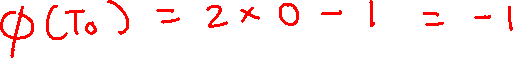 ϕ(T₀) = 2 × 0 - 1 = -1